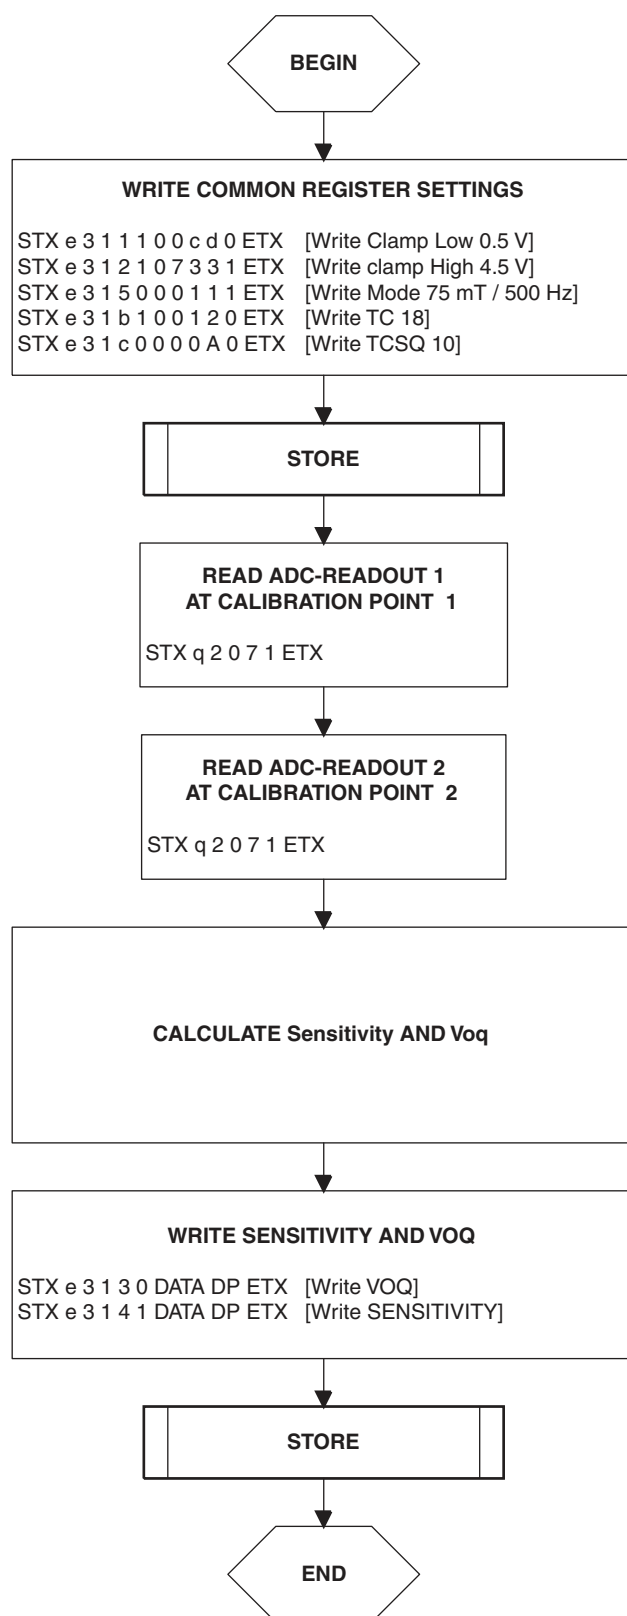 BEGIN
WRITE COMMON REGISTER SETTINGS
STX e 3 1 1 1 0 0 c d 0 ETX [Write Clamp Low 0.5 V]
STX e 3 1 2 1 0 7 3 3 1 ETX [Write clamp High 4.5 V]
STX e 3 1 5 0 0 0 1 1 1 ETX [Write Mode 75 mT / 500 Hz]
STX e 3 1 b 1 0 0 1 2 0 ETX [Write TC 18]
STX e 3 1 c 0 0 0 0 A 0 ETX [Write TCSQ 10]
STORE
READ ADC-READOUT 1
AT CALIBRATION POINT 1
STX q 2 0 7 1 ETX
READ ADC-READOUT 2
AT CALIBRATION POINT 2
STX q 2 0 7 1 ETX
CALCULATE Sensitivity AND Voq
WRITE SENSITIVITY AND VOQ
STX e 3 1 3 0 DATA DP ETX [Write VOQ]
STX e 3 1 4 1 DATA DP ETX [Write SENSITIVITY]
STORE
END